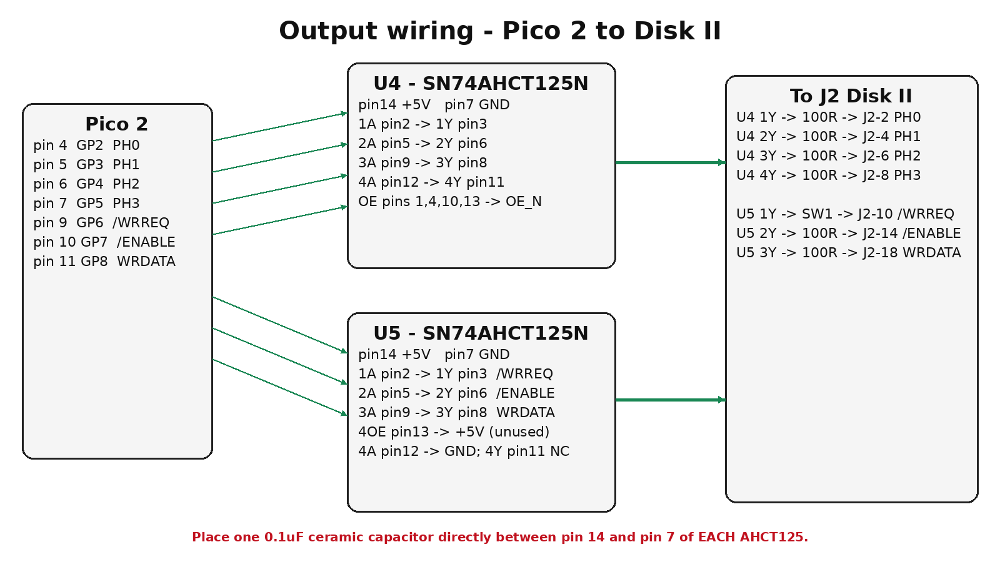 Output wiring - Pico 2 to Disk II
Pico 2
pin 4  GP2  PH0
pin 5  GP3  PH1
pin 6  GP4  PH2
pin 7  GP5  PH3
pin 9  GP6  /WRREQ
pin 10 GP7  /ENABLE
pin 11 GP8  WRDATA
U4 - SN74AHCT125N
pin14 +5V   pin7 GND
1A pin2 -> 1Y pin3
2A pin5 -> 2Y pin6
3A pin9 -> 3Y pin8
4A pin12 -> 4Y pin11
OE pins 1,4,10,13 -> OE_N
U5 - SN74AHCT125N
pin14 +5V   pin7 GND
1A pin2 -> 1Y pin3  /WRREQ
2A pin5 -> 2Y pin6  /ENABLE
3A pin9 -> 3Y pin8  WRDATA
4OE pin13 -> +5V (unused)
4A pin12 -> GND; 4Y pin11 NC
To J2 Disk II
U4 1Y -> 100R -> J2-2 PH0
U4 2Y -> 100R -> J2-4 PH1
U4 3Y -> 100R -> J2-6 PH2
U4 4Y -> 100R -> J2-8 PH3
U5 1Y -> SW1 -> J2-10 /WRREQ
U5 2Y -> 100R -> J2-14 /ENABLE
U5 3Y -> 100R -> J2-18 WRDATA
Place one 0.1uF ceramic capacitor directly between pin 14 and pin 7 of EACH AHCT125.